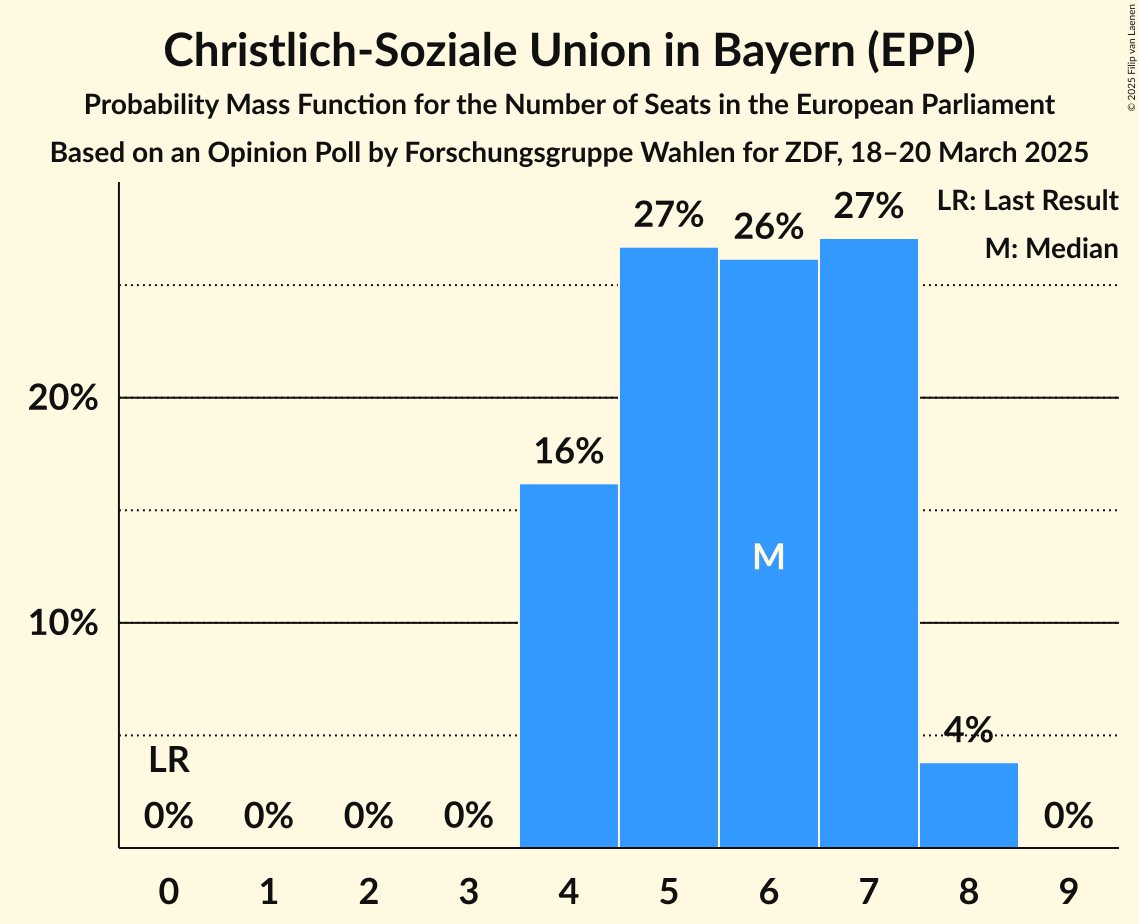 Christlich-Soziale Union in Bayern (EPP)
Probability Mass Function for the Number of Seats in the European Parliament
Based on an Opinion Poll by Forschungsgruppe Wahlen for ZDF, 18–20 March 2025
© 2025 Filip van Laenen
LR: Last Result
M: Median
27%
26%
27%
20%
16%
M
10%
4%
LR
0%
0%
0%
0%
0%
0 1 2 3 4 5 6 7 8 9